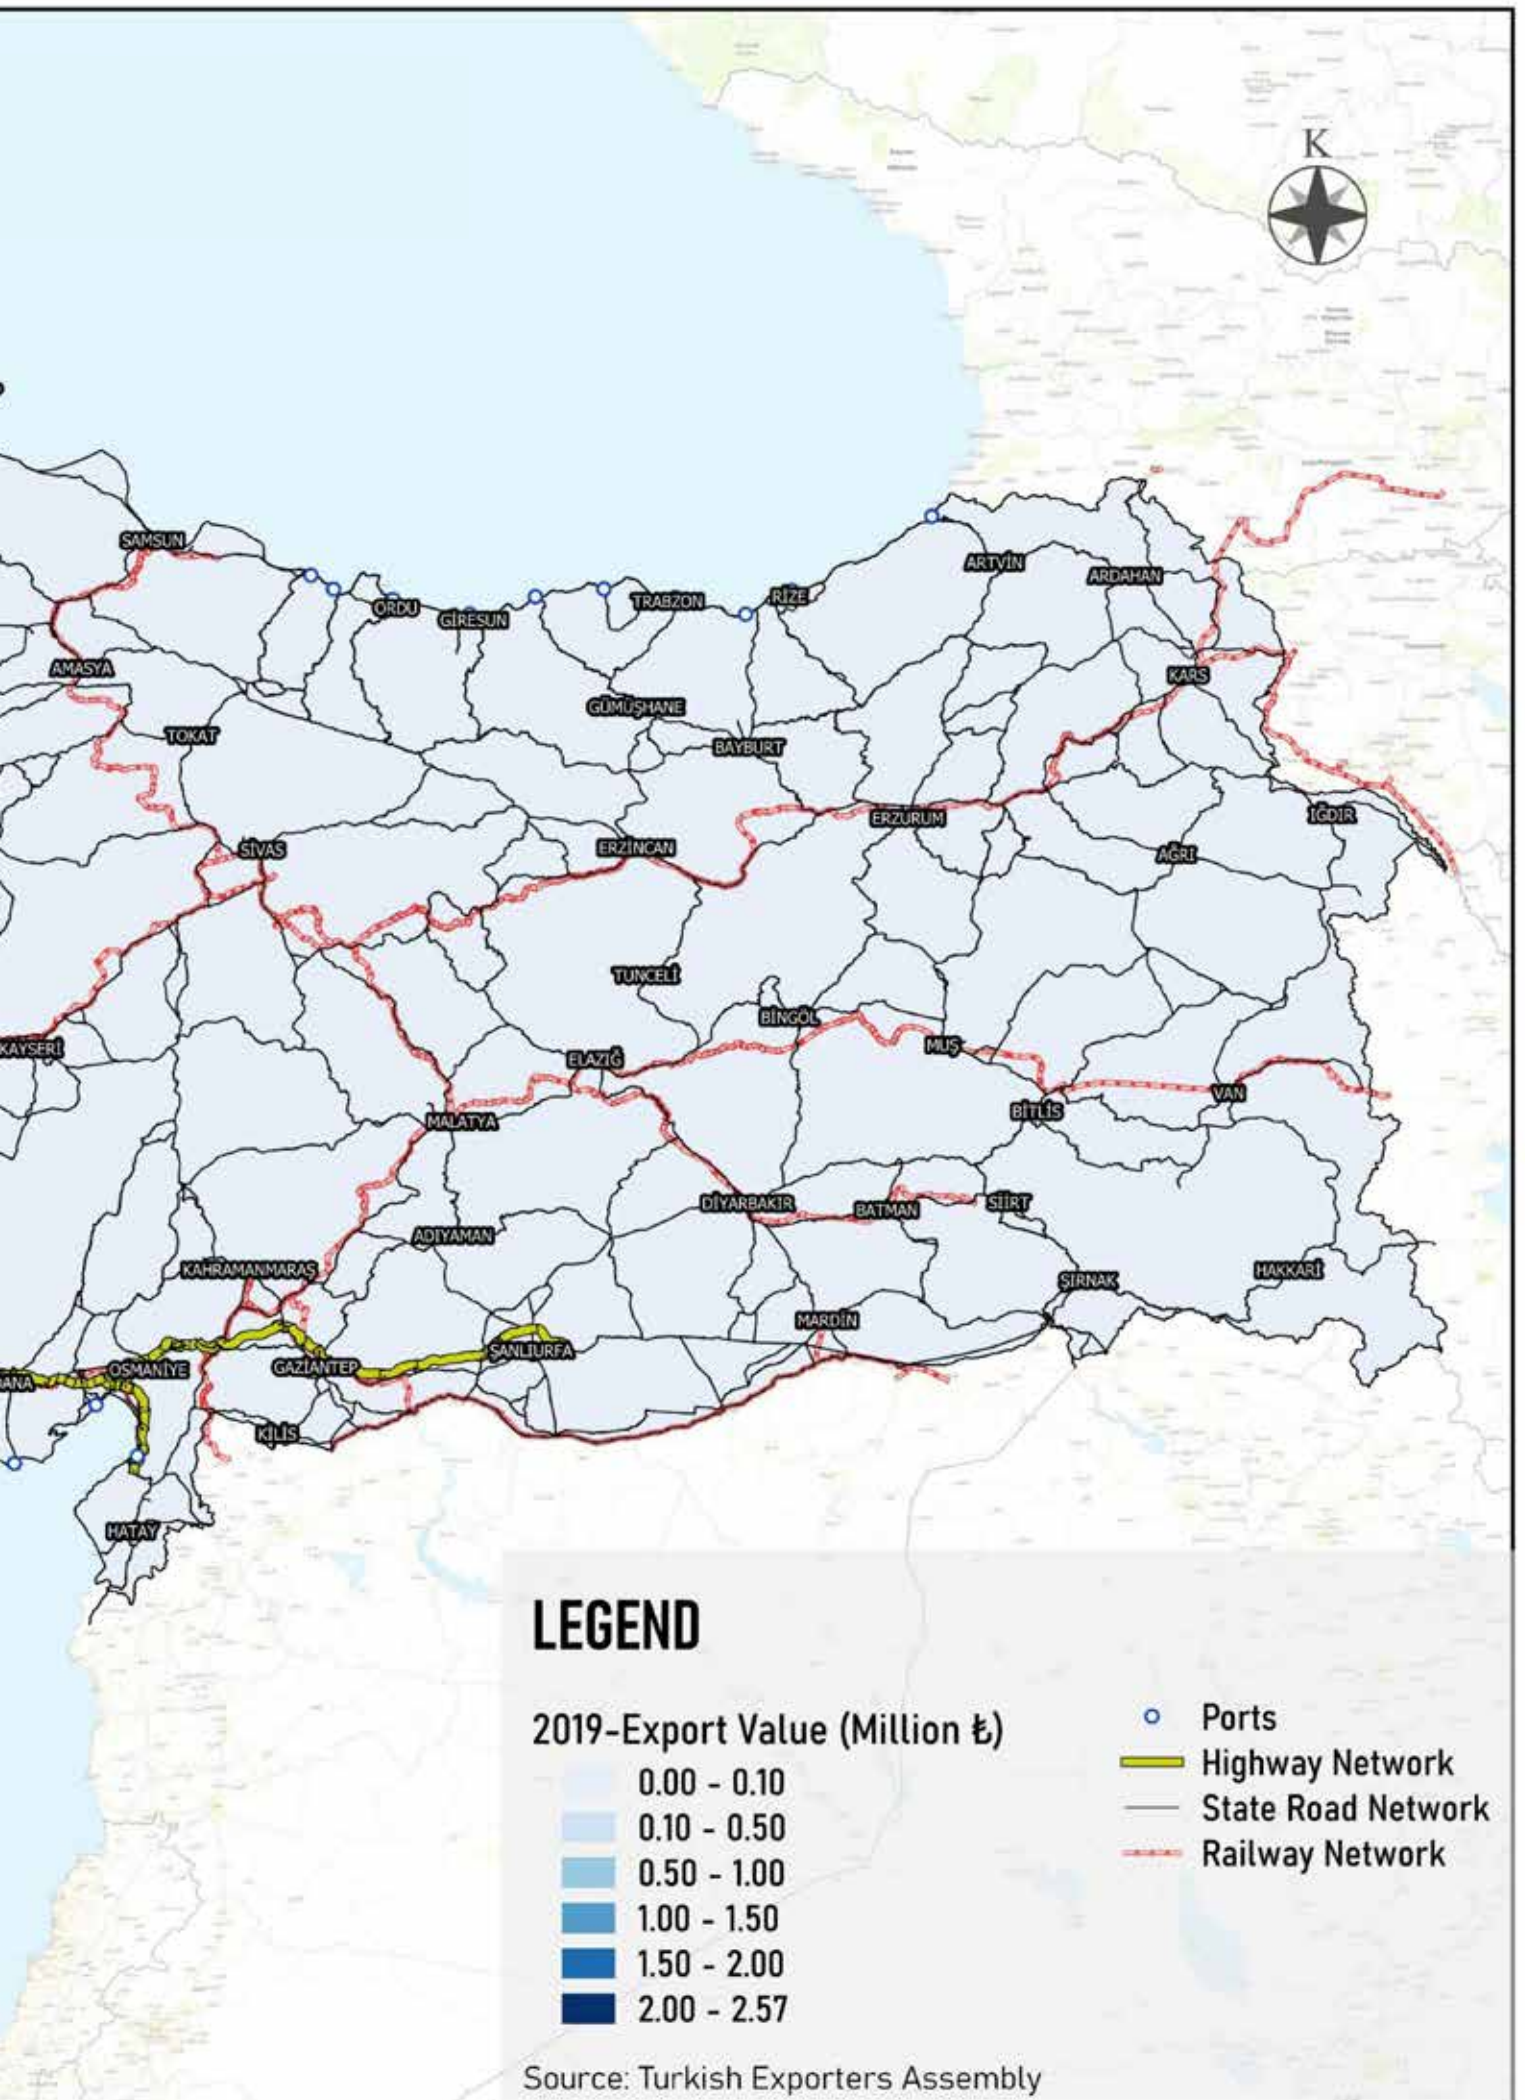 K
SAMSUN
ARTVİN
ARDAHAN
ORDU
GİRESUN
TRABZON
RİZE
AMASYA
KARS
GÜMÜŞHANE
TOKAT
BAYBURT
IĞDIR
ERZURUM
SİVAS
ERZİNCAN
AĞRI
TUNCELİ
BİNGÖL
KAYSERİ
MUŞ
ELAZIĞ
VAN
BİTLİS
MALATYA
DİYARBAKIR
BATMAN
SİİRT
ADIYAMAN
KAHRAMANMARAŞ
ŞIRNAK
HAKKARİ
MARDİN
ŞANLIURFA
OSMANİYE
GAZİANTEP
DANA
KİLİS
HATAY
LEGEND
2019-Export Value (Million ₺)
0.00 - 0.10
0.10 - 0.50
0.50 - 1.00
1.00 - 1.50
1.50 - 2.00
2.00 - 2.57
Ports
Highway Network
State Road Network
Railway Network
Source: Turkish Exporters Assembly